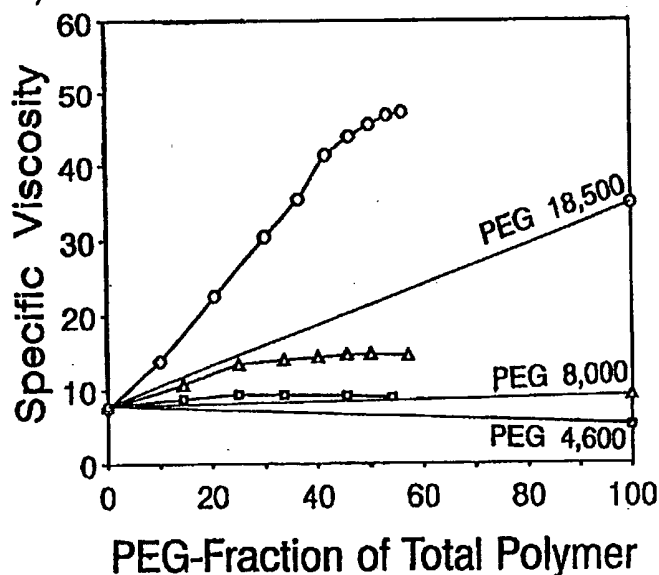 60
50
40
30
20
10
0
Specific Viscosity
PEG 18,500
PEG 8,000
PEG 4,600
0 20 40 60 80 100
PEG-Fraction of Total Polymer